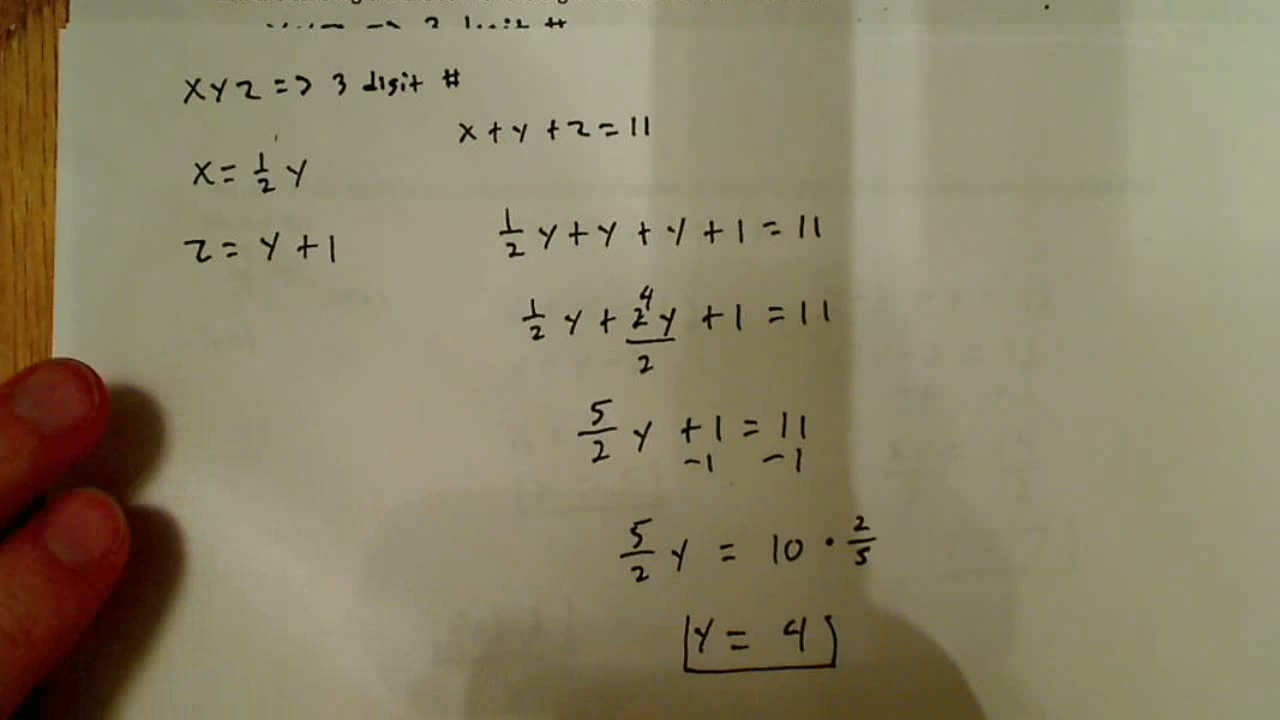 XYZ => 3 digit #
x + y + z = 11
x = 1/2 y
z = y + 1
1/2 y + y + y + 1 = 11
4
1/2 y + 2y/2 + 1 = 11
5/2 y + 1 = 11
-1 -1
5/2 y = 10 · 2/5
y = 4